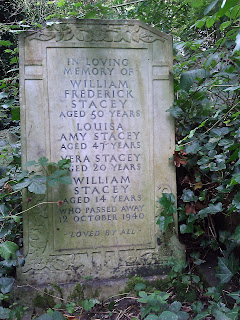 IN LOVING
MEMORY OF
WILLIAM
FREDERICK
STACEY
AGED 50 YEARS
LOUISA
AMY STACEY
AGED 47 YEARS
VERA STACEY
AGED 20 YEARS
WILLIAM
STACEY
AGED 14 YEARS
WHO PASSED AWAY
12 OCTOBER 1940
LOVED BY ALL